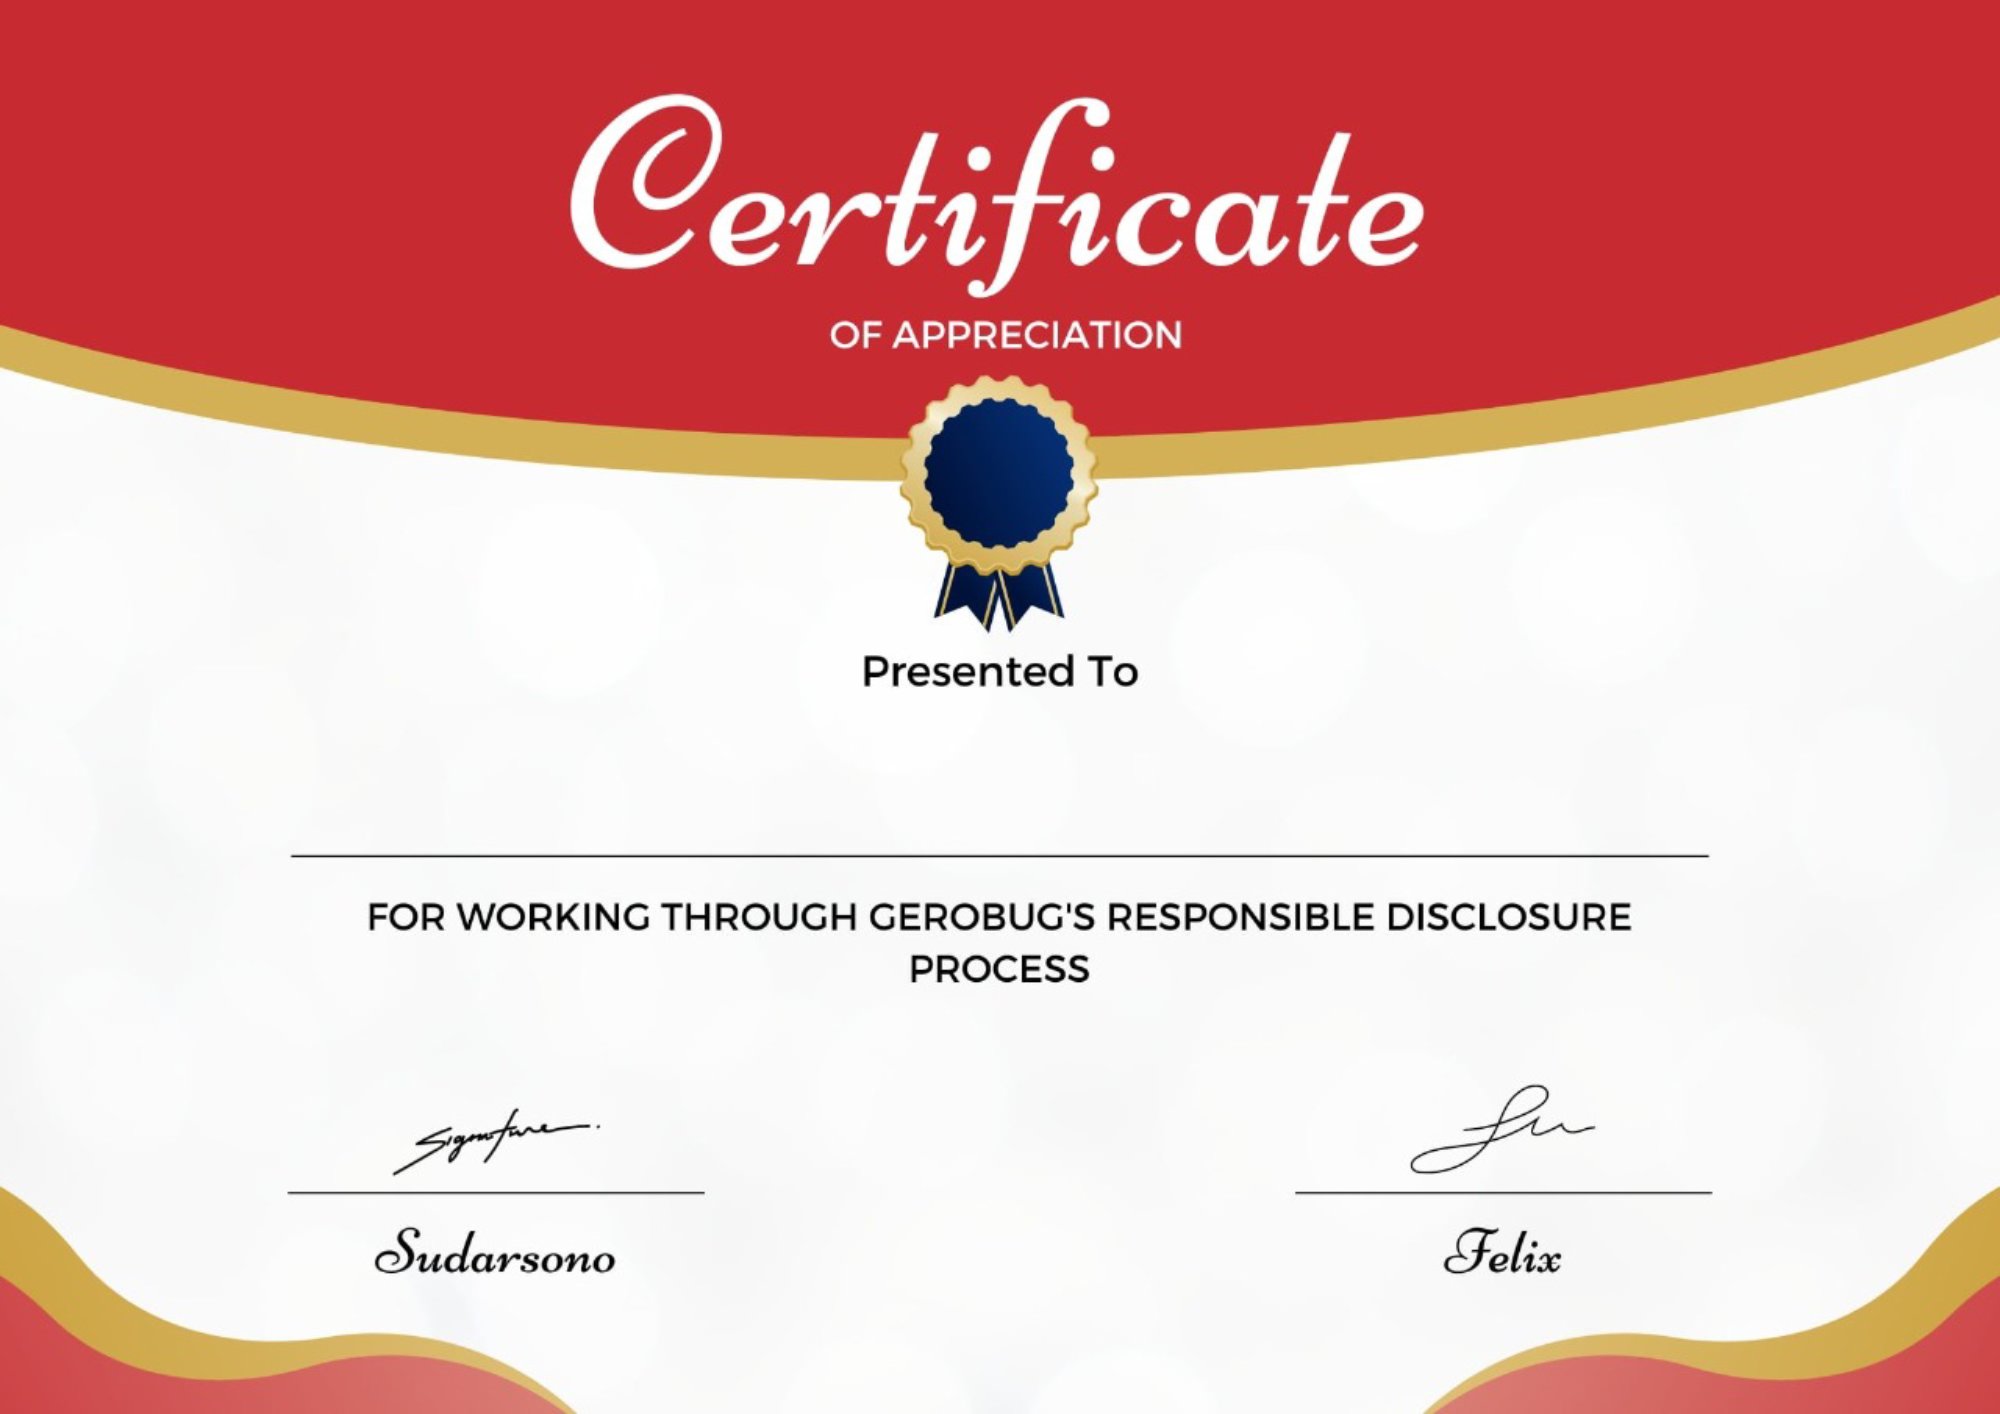 Certificate
OF APPRECIATION
Presented To
FOR WORKING THROUGH GEROBUG'S RESPONSIBLE DISCLOSURE
PROCESS
Signature
Sudarsono
Felix